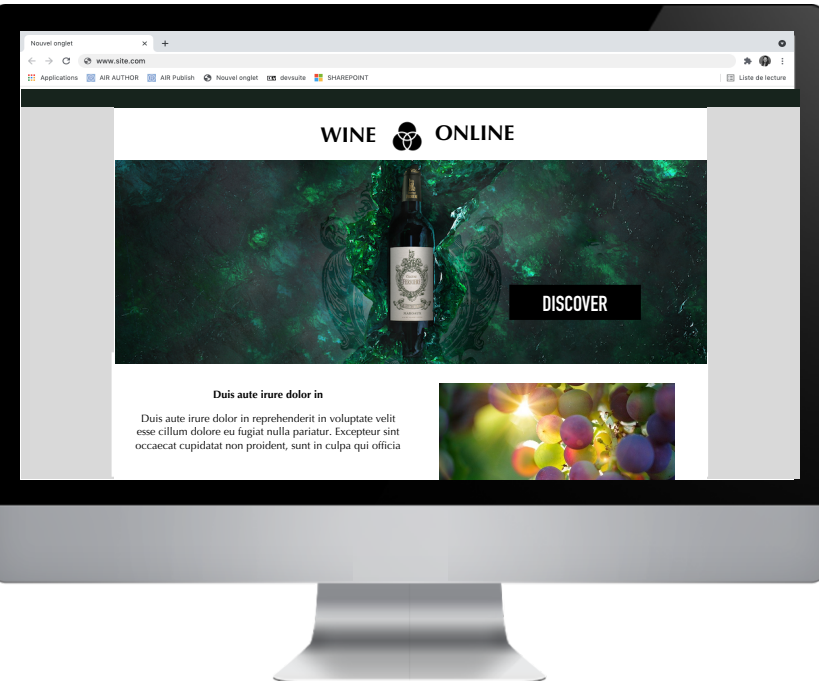 Nouvel onglet
www.site.com
Applications AIR AUTHOR AIR Publish Nouvel onglet devsuite SHAREPOINT Liste de lecture
WINE ONLINE
DISCOVER
Duis aute irure dolor in
Duis aute irure dolor in reprehenderit in voluptate velit
esse cillum dolore eu fugiat nulla pariatur. Excepteur sint
occaecat cupidatat non proident, sunt in culpa qui officia